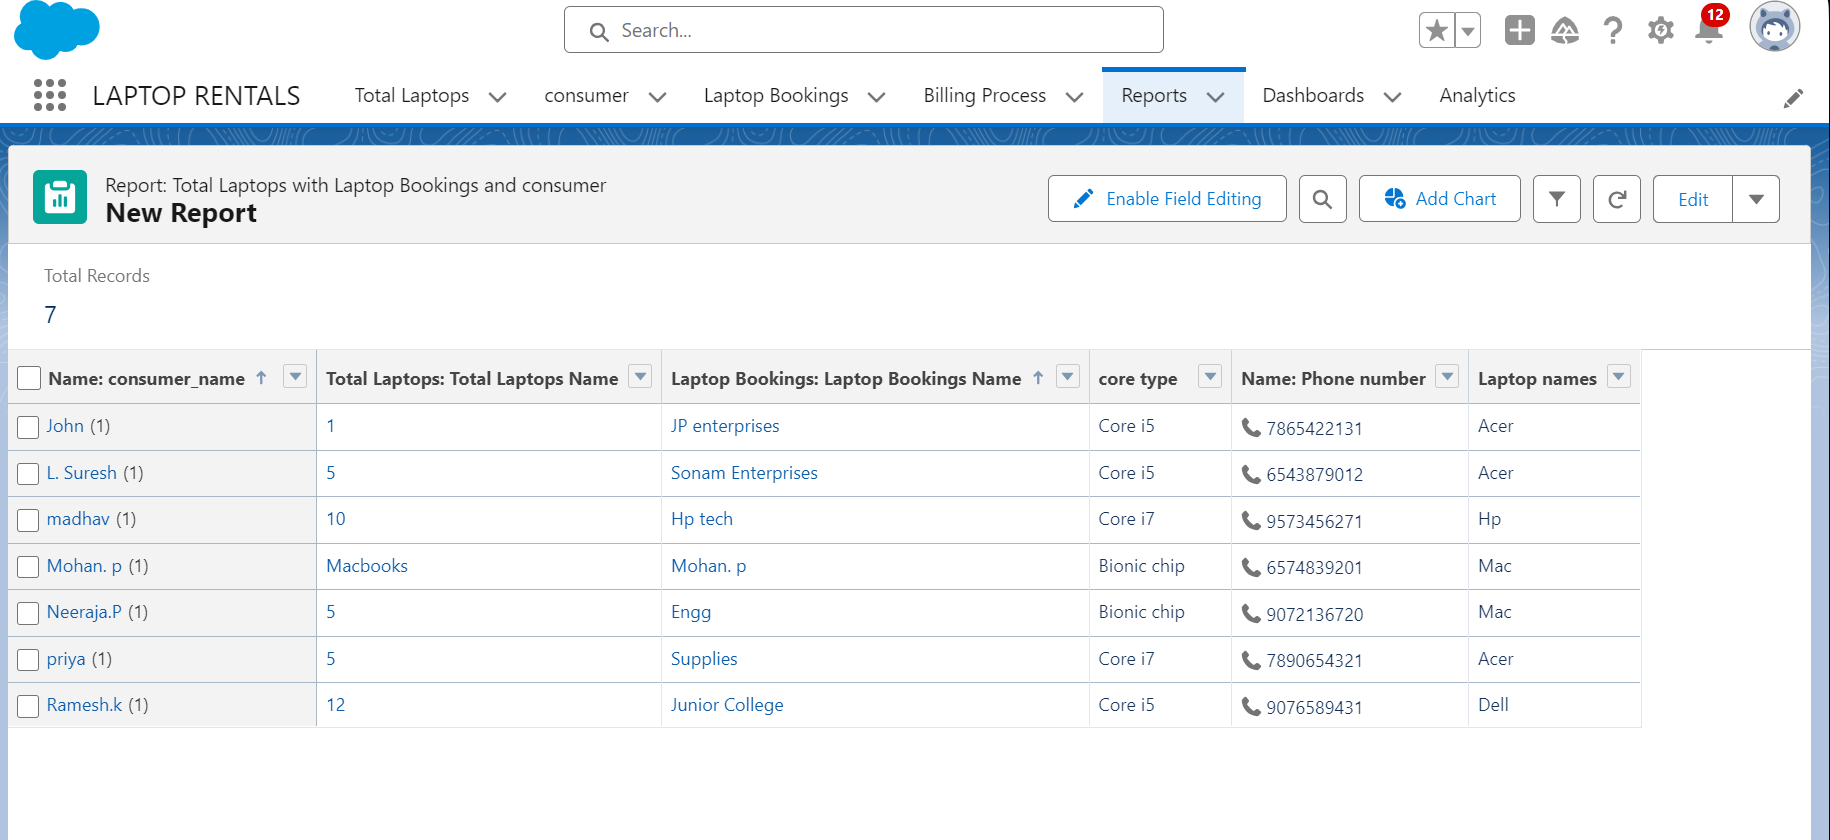 Search...
12
LAPTOP RENTALS Total Laptops consumer Laptop Bookings Billing Process Reports Dashboards Analytics
Report: Total Laptops with Laptop Bookings and consumer
New Report
Enable Field Editing Add Chart Edit
Total Records
7
Name: consumer_name Total Laptops: Total Laptops Name Laptop Bookings: Laptop Bookings Name core type Name: Phone number Laptop names
John (1) 1 JP enterprises Core i5 7865422131 Acer
L. Suresh (1) 5 Sonam Enterprises Core i5 6543879012 Acer
madhav (1) 10 Hp tech Core i7 9573456271 Hp
Mohan. p (1) Macbooks Mohan. p Bionic chip 6574839201 Mac
Neeraja.P (1) 5 Engg Bionic chip 9072136720 Mac
priya (1) 5 Supplies Core i7 7890654321 Acer
Ramesh.k (1) 12 Junior College Core i5 9076589431 Dell